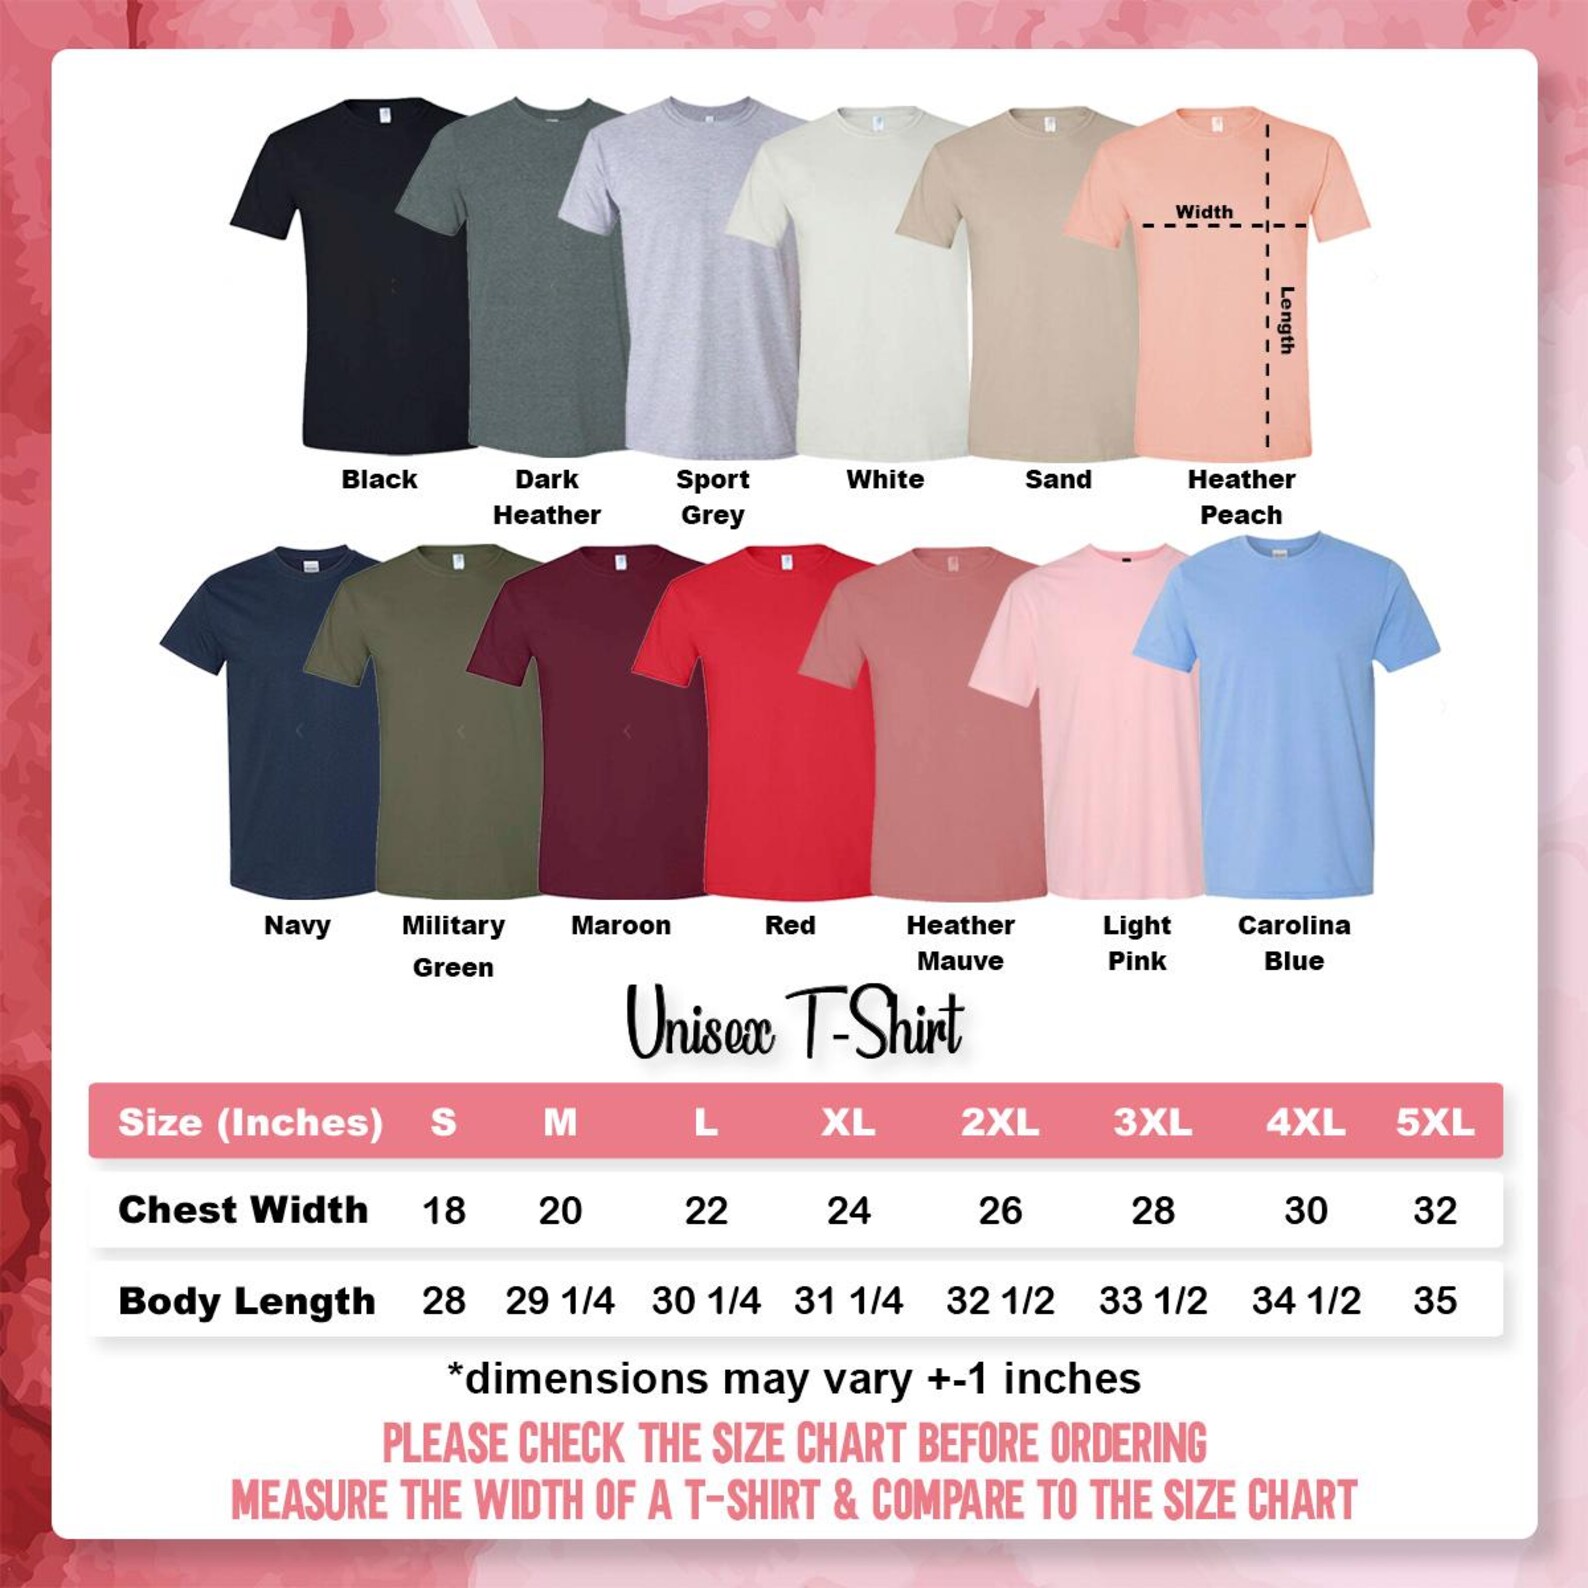 Width
Length
Black
Dark
Heather
Sport
Grey
White
Sand
Heather
Peach
Navy
Military
Green
Maroon
Red
Heather
Mauve
Light
Pink
Carolina
Blue
Unisex T-Shirt
Size (Inches) S M L XL 2XL 3XL 4XL 5XL
Chest Width 18 20 22 24 26 28 30 32
Body Length 28 29 1/4 30 1/4 31 1/4 32 1/2 33 1/2 34 1/2 35
*dimensions may vary +-1 inches
PLEASE CHECK THE SIZE CHART BEFORE ORDERING
MEASURE THE WIDTH OF A T-SHIRT & COMPARE TO THE SIZE CHART